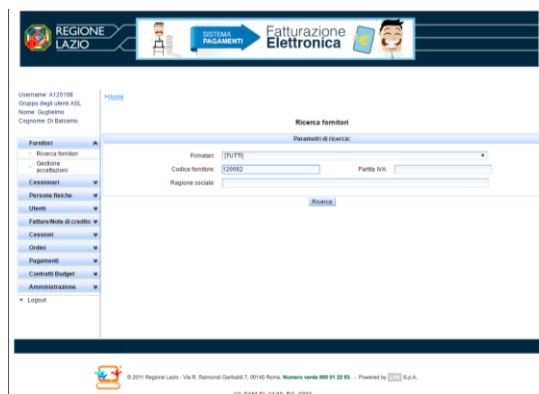 REGIONE
LAZIO
SISTEMA
PAGAMENTI
Fatturazione
Elettronica
Username: A120108
Gruppo degli utenti ASL
Nome: Guglielmo
Cognome: Di Balsamo
>Home
Ricerca fornitori
Parametri di ricerca:
Firmatari: [TUTTI]
Codice fornitore: 120082 Partita IVA:
Ragione sociale:
Ricerca
Fornitori
Ricerca fornitori
Gestione
accettazioni
Cessionari
Persone fisiche
Utenti
Fatture/Note di credito
Cessioni
Ordini
Pagamenti
Contratti Budget
Amministrazione
Logout
© 2011 Regione Lazio - Via R. Raimondi Garibaldi 7, 00145 Roma. Numero verde 800 01 22 83. - Powered by S.p.A.